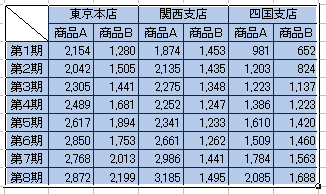 東京本店 関西支店 四国支店
商品A 商品B 商品A 商品B 商品A 商品B
第1期 2,154 1,280 1,874 1,453 981 652
第2期 2,042 1,505 2,135 1,435 1,203 824
第3期 2,305 1,441 2,275 1,348 1,223 1,137
第4期 2,489 1,681 2,252 1,247 1,386 1,223
第5期 2,617 1,894 2,341 1,233 1,610 1,420
第6期 2,850 1,753 2,661 1,262 1,509 1,460
第7期 2,768 2,013 2,986 1,441 1,784 1,563
第8期 2,872 2,199 3,185 1,495 2,085 1,688